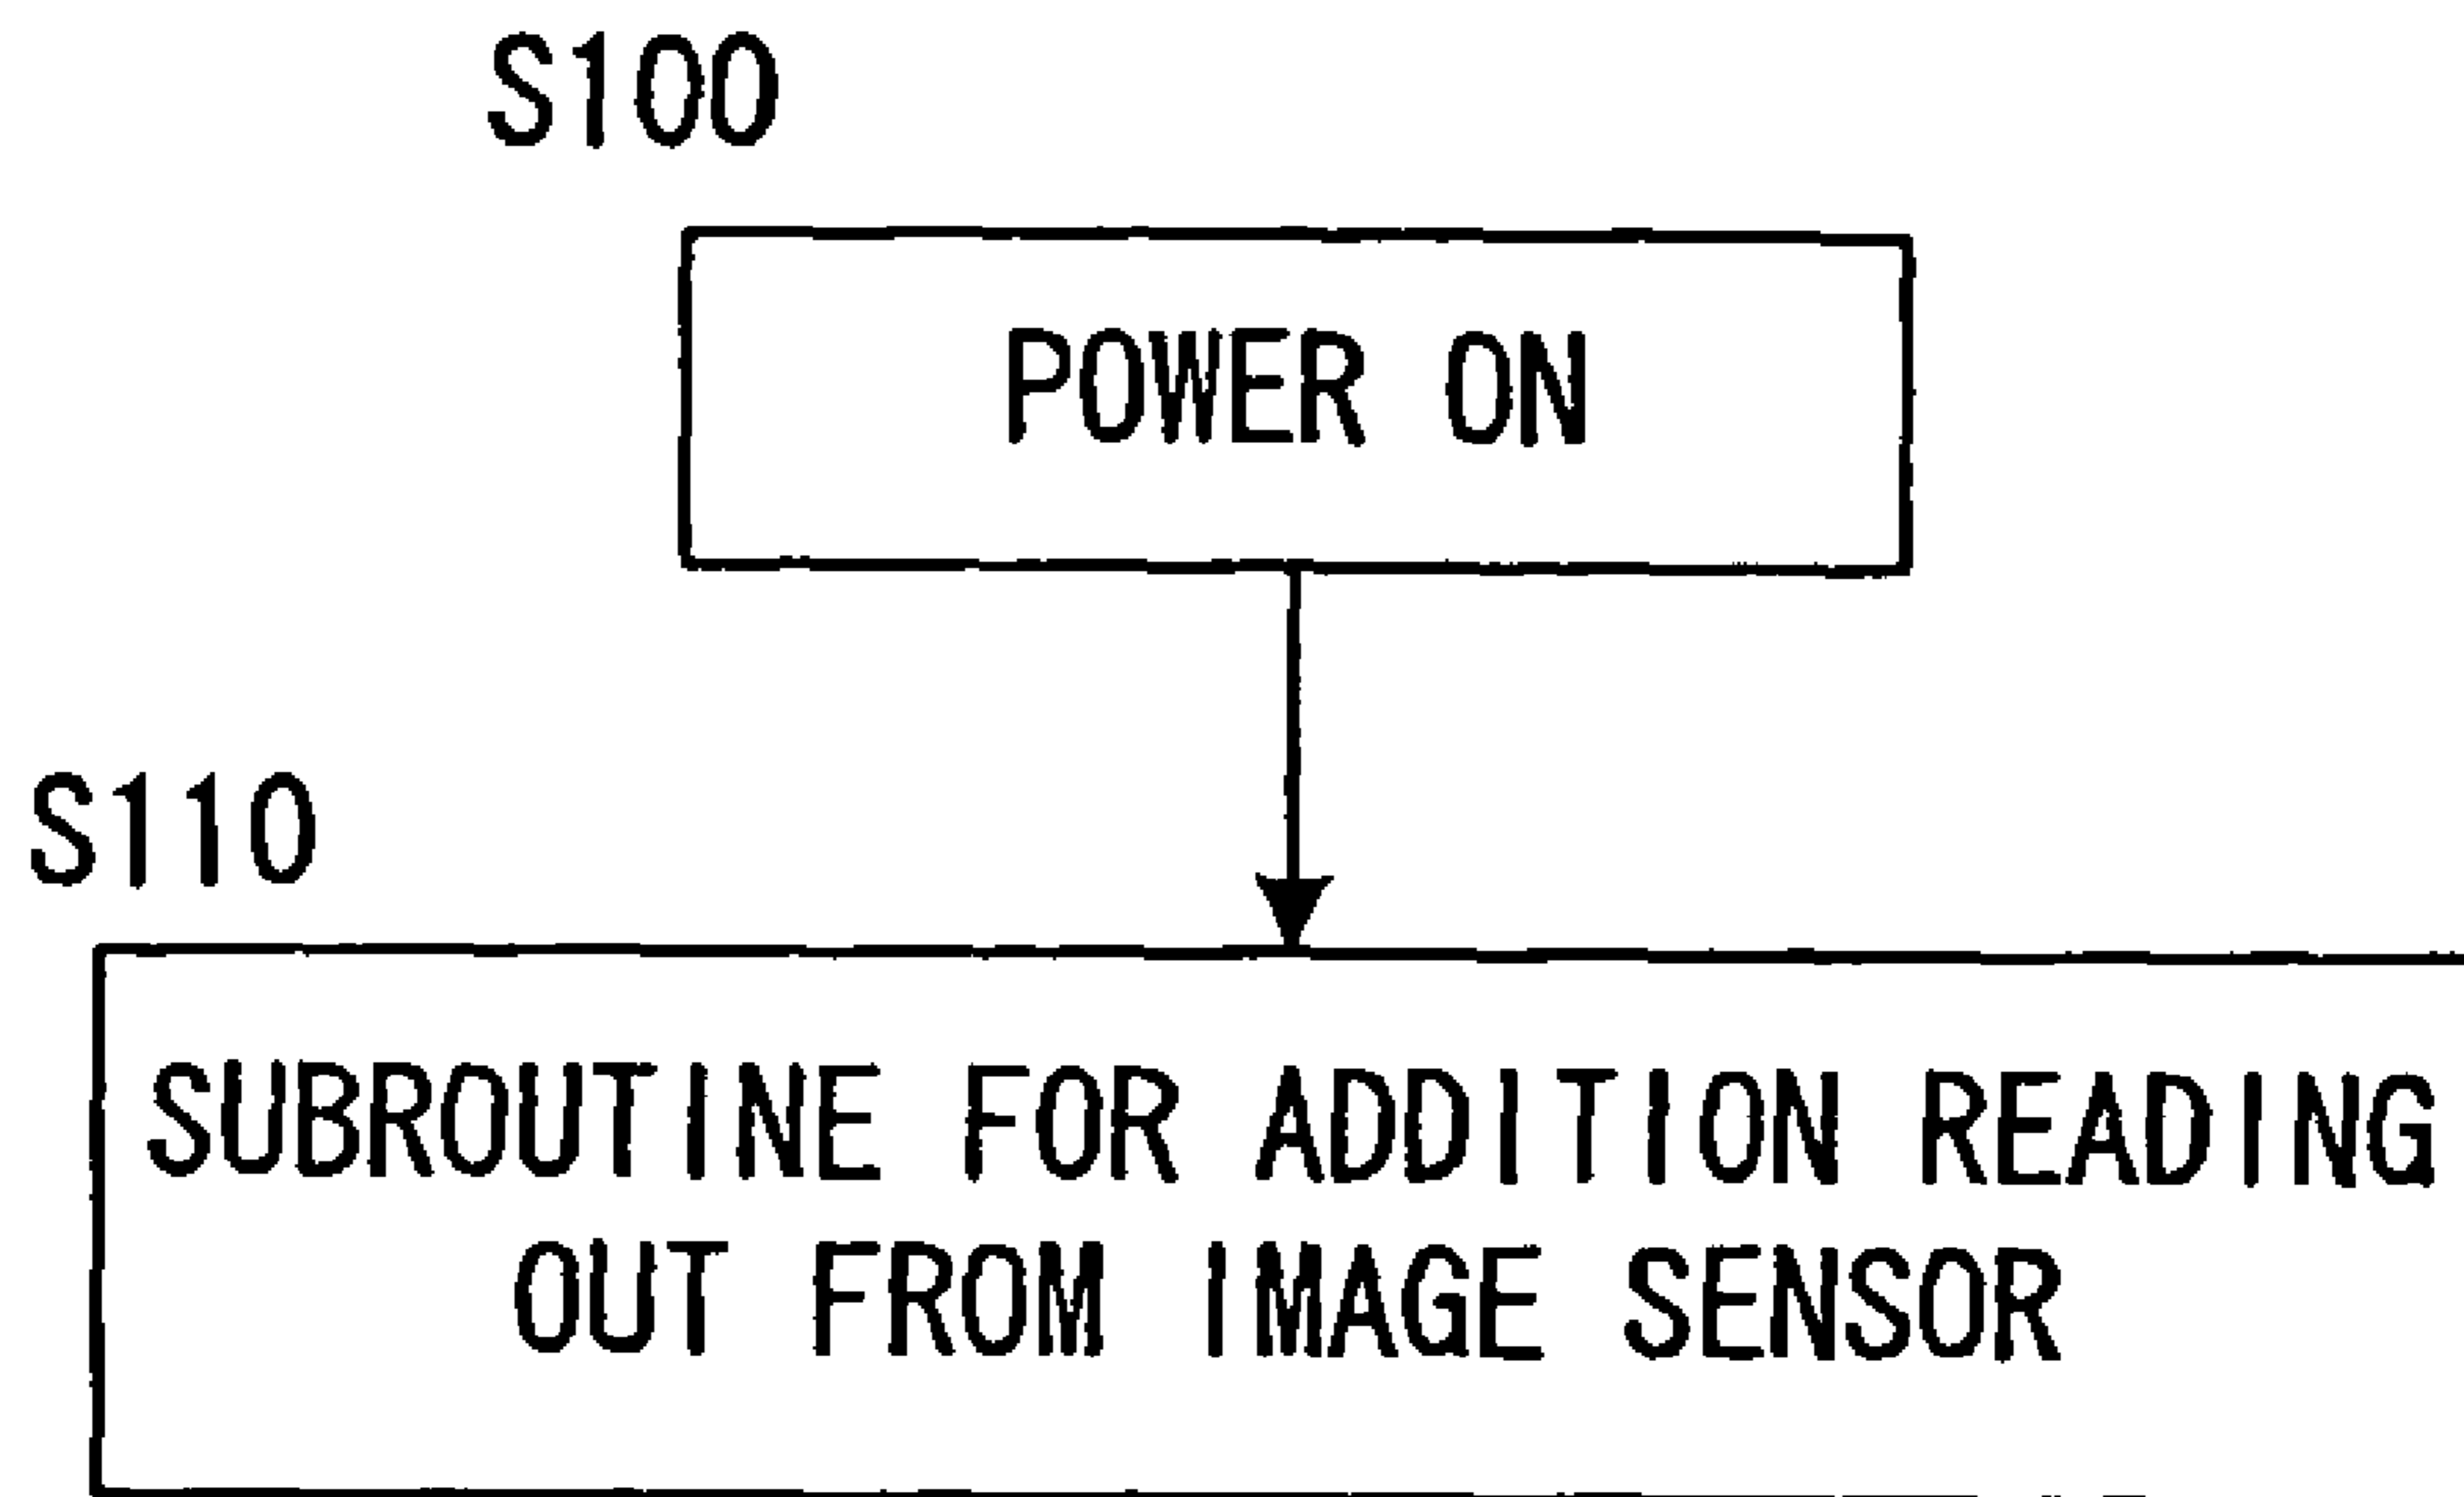 S100
POWER ON
S110
SUBROUTINE FOR ADDITION READING
OUT FROM IMAGE SENSOR